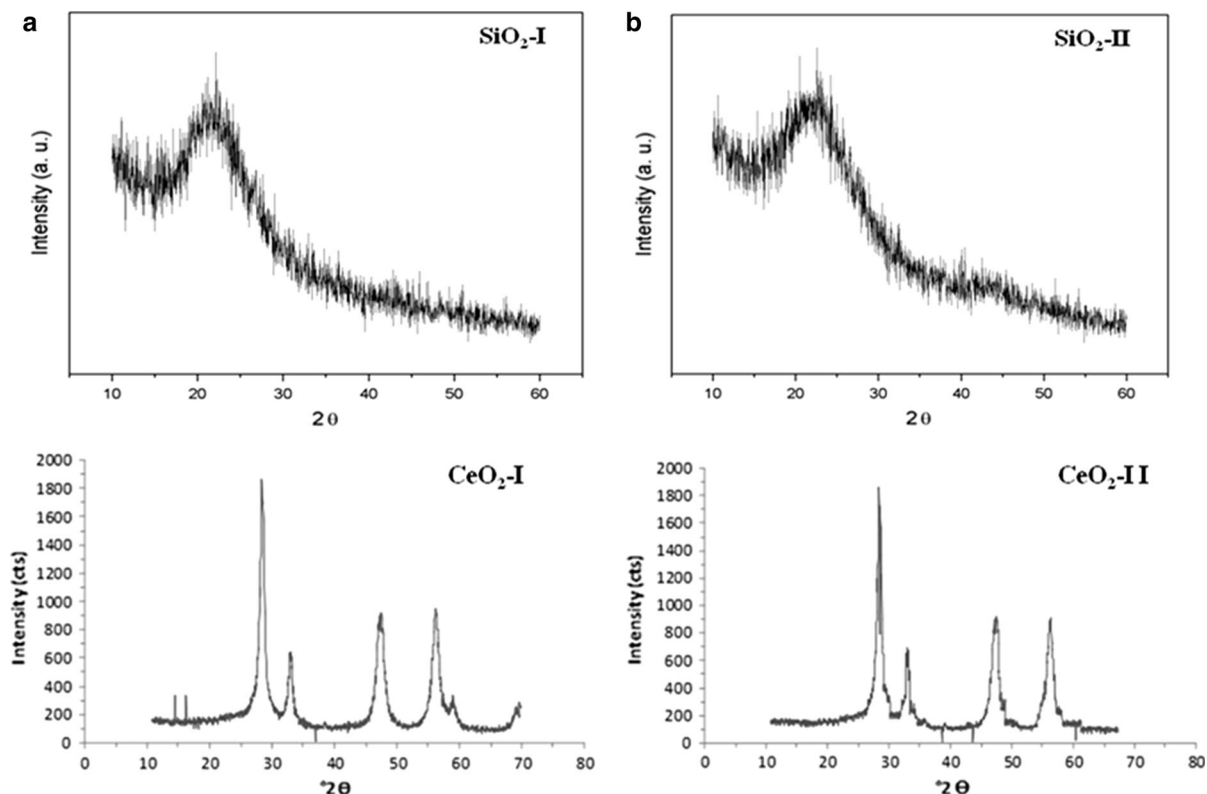 a
SiO₂-I
Intensity (a. u.)
10 20 30 40 50 60
2θ
b
SiO₂-II
Intensity (a. u.)
10 20 30 40 50 60
2θ
CeO₂-I
Intensity (cts)
2000
1800
1600
1400
1200
1000
800
600
400
200
0
0 10 20 30 40 50 60 70 80
°2Θ
CeO₂-II
Intensity (cts)
2000
1800
1600
1400
1200
1000
800
600
400
200
0
0 10 20 30 40 50 60 70 80
°2Θ